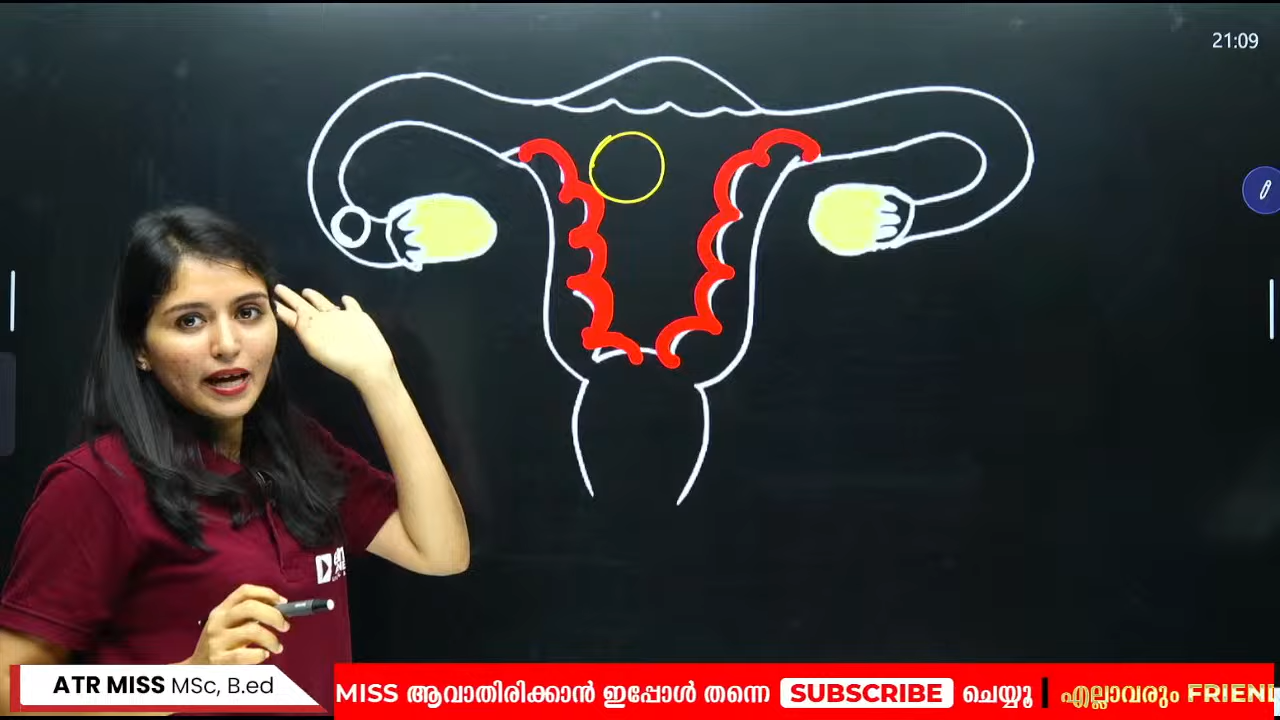 21:09
ATR MISS MSc, B.ed
MISS ആവാതിരിക്കാൻ ഇപ്പോൾ തന്നെ SUBSCRIBE ചെയ്യൂ | എല്ലാവരും FRIEND